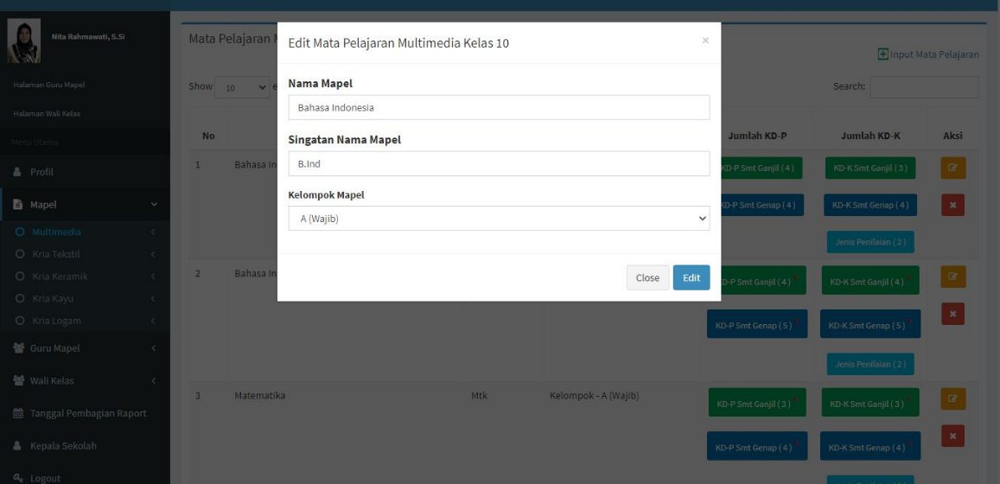 Nita Rahmawati, S.Si
Halaman Guru Mapel
Halaman Wali Kelas
Menu Utama
Profil
Mapel
Multimedia
Kria Tekstil
Kria Keramik
Kria Kayu
Kria Logam
Guru Mapel
Wali Kelas
Tanggal Pembagian Raport
Kepala Sekolah
Logout
Mata Pelajaran
Input Mata Pelajaran
Show 10 e
Search:
Edit Mata Pelajaran Multimedia Kelas 10 ×
Nama Mapel
Bahasa Indonesia
Singatan Nama Mapel
B.Ind
Kelompok Mapel
A (Wajib)
Close Edit
No Jumlah KD-P Jumlah KD-K Aksi
1 Bahasa In KD-P Smt Ganjil ( 4 ) KD-K Smt Ganjil ( 3 )
KD-P Smt Genap ( 4 ) KD-K Smt Genap ( 4 )
Jenis Penilaian ( 2 )
2 Bahasa In KD-P Smt Ganjil ( 4 ) * KD-K Smt Ganjil ( 4 ) *
KD-P Smt Genap ( 5 ) * KD-K Smt Genap ( 5 ) *
Jenis Penilaian ( 2 )
3 Matematika Mtk Kelompok - A (Wajib) KD-P Smt Ganjil ( 3 ) * KD-K Smt Ganjil ( 3 ) *
KD-P Smt Genap ( 4 ) * KD-K Smt Genap ( 4 ) *